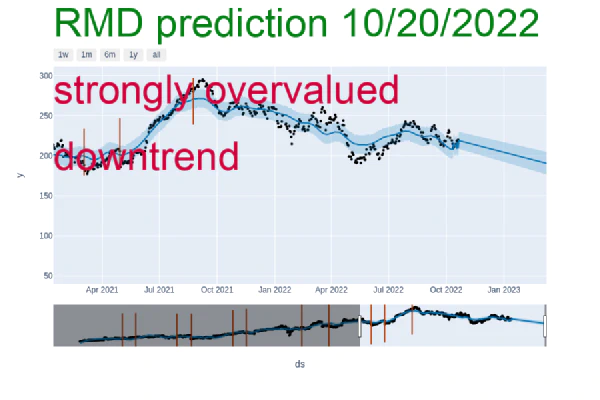 RMD prediction 10/20/2022
1w 1m 6m 1y all
strongly overvalued
downtrend
300
250
200
150
100
50
y
Apr 2021 Jul 2021 Oct 2021 Jan 2022 Apr 2022 Jul 2022 Oct 2022 Jan 2023
ds